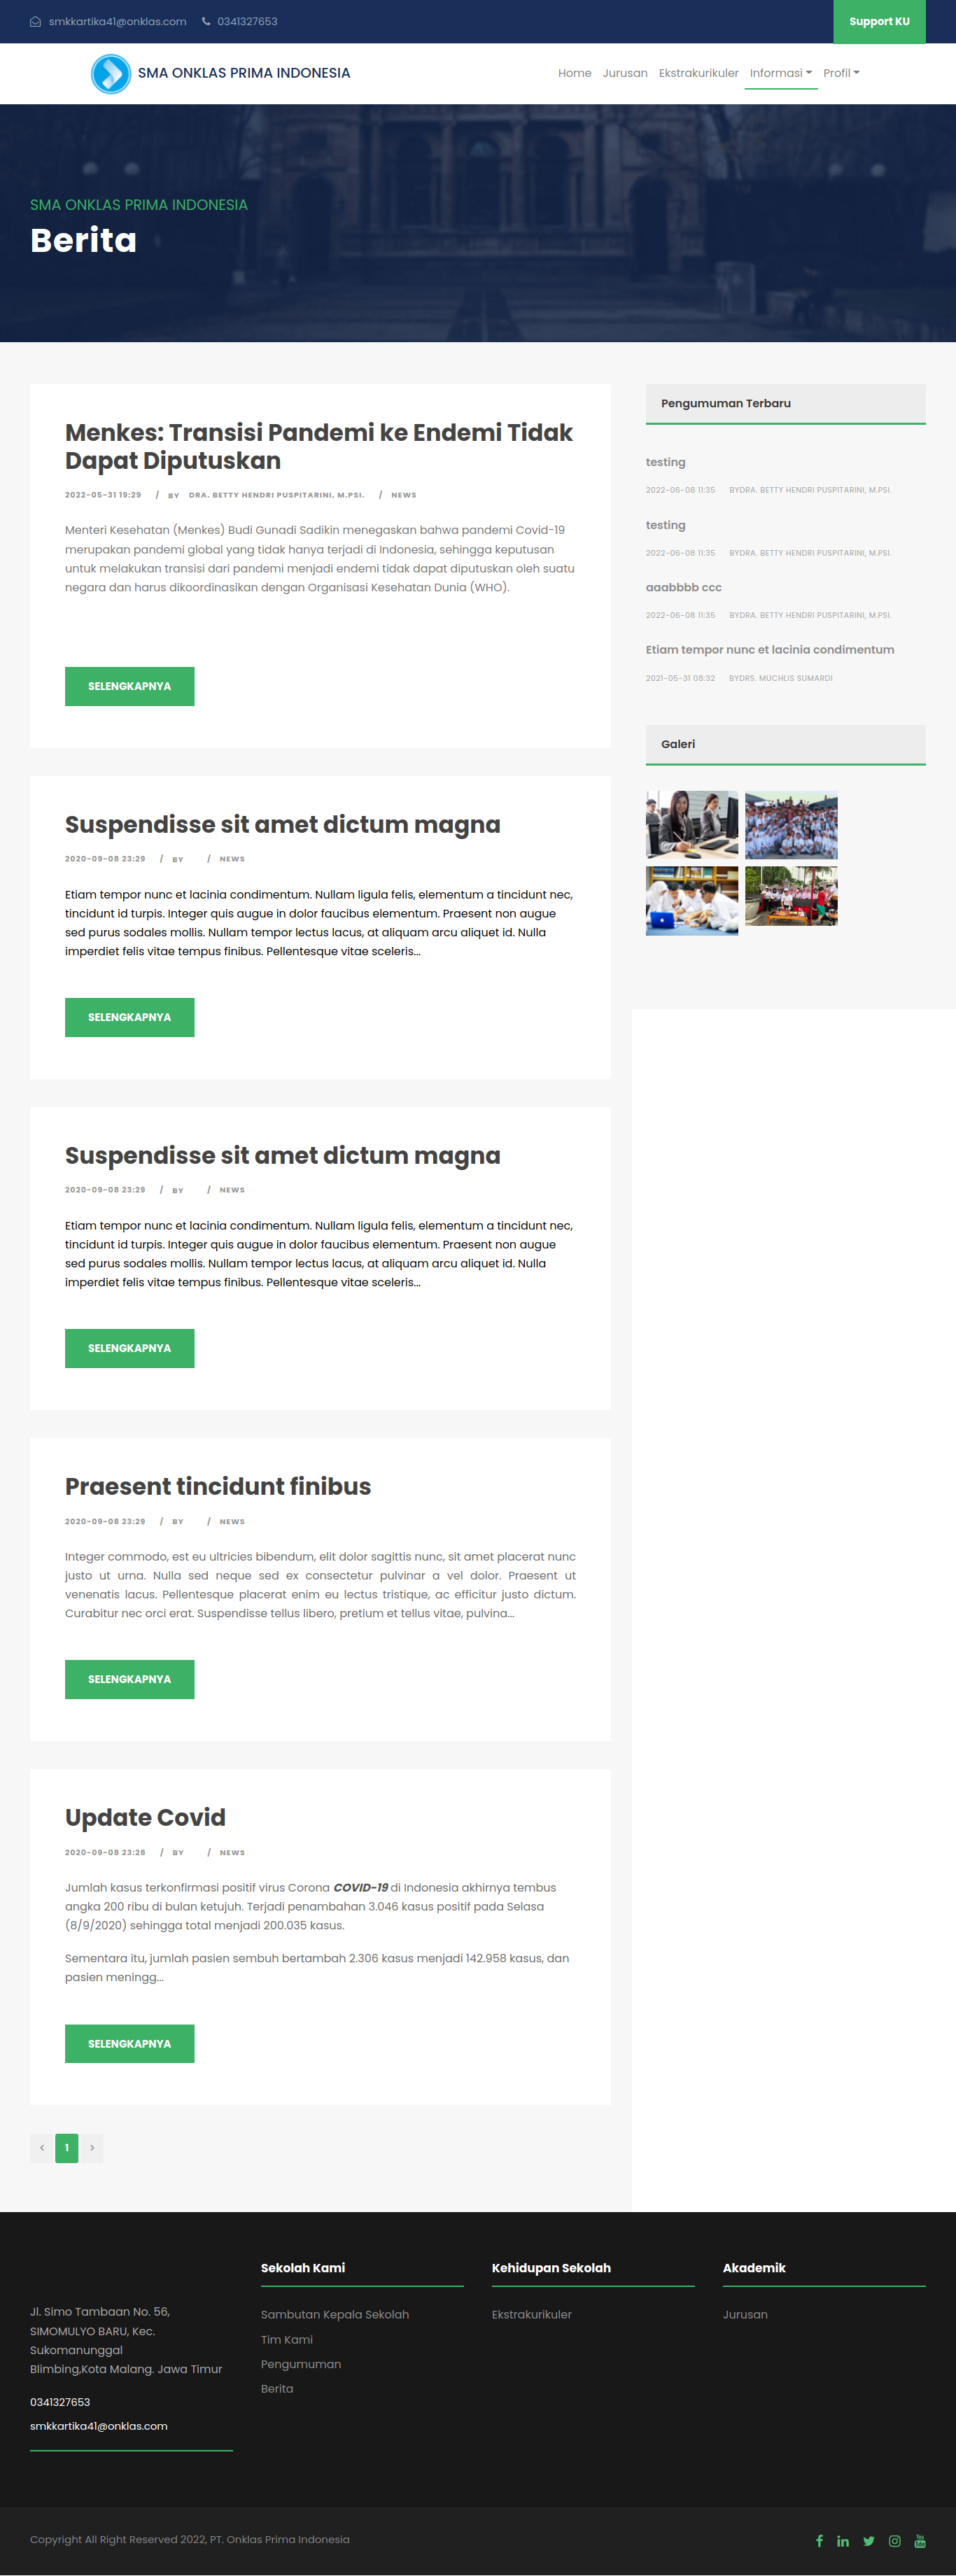 smkkartika41@onklas.com 0341327653 Support KU
SMA ONKLAS PRIMA INDONESIA Home Jurusan Ekstrakurikuler Informasi Profil
SMA ONKLAS PRIMA INDONESIA
Berita
Menkes: Transisi Pandemi ke Endemi Tidak
Dapat Diputuskan
2022-05-31 19:29 / BY DRA. BETTY HENDRI PUSPITARINI, M.PSI. / NEWS
Menteri Kesehatan (Menkes) Budi Gunadi Sadikin menegaskan bahwa pandemi Covid-19
merupakan pandemi global yang tidak hanya terjadi di Indonesia, sehingga keputusan
untuk melakukan transisi dari pandemi menjadi endemi tidak dapat diputuskan oleh suatu
negara dan harus dikoordinasikan dengan Organisasi Kesehatan Dunia (WHO).
SELENGKAPNYA
Suspendisse sit amet dictum magna
2020-09-08 23:29 / BY / NEWS
Etiam tempor nunc et lacinia condimentum. Nullam ligula felis, elementum a tincidunt nec,
tincidunt id turpis. Integer quis augue in dolor faucibus elementum. Praesent non augue
sed purus sodales mollis. Nullam tempor lectus lacus, at aliquam arcu aliquet id. Nulla
imperdiet felis vitae tempus finibus. Pellentesque vitae sceleris...
SELENGKAPNYA
Suspendisse sit amet dictum magna
2020-09-08 23:29 / BY / NEWS
Etiam tempor nunc et lacinia condimentum. Nullam ligula felis, elementum a tincidunt nec,
tincidunt id turpis. Integer quis augue in dolor faucibus elementum. Praesent non augue
sed purus sodales mollis. Nullam tempor lectus lacus, at aliquam arcu aliquet id. Nulla
imperdiet felis vitae tempus finibus. Pellentesque vitae sceleris...
SELENGKAPNYA
Praesent tincidunt finibus
2020-09-08 23:29 / BY / NEWS
Integer commodo, est eu ultricies bibendum, elit dolor sagittis nunc, sit amet placerat nunc
justo ut urna. Nulla sed neque sed ex consectetur pulvinar a vel dolor. Praesent ut
venenatis lacus. Pellentesque placerat enim eu lectus tristique, ac efficitur justo dictum.
Curabitur nec orci erat. Suspendisse tellus libero, pretium et tellus vitae, pulvina...
SELENGKAPNYA
Update Covid
2020-09-08 23:28 / BY / NEWS
Jumlah kasus terkonfirmasi positif virus Corona COVID-19 di Indonesia akhirnya tembus
angka 200 ribu di bulan ketujuh. Terjadi penambahan 3.046 kasus positif pada Selasa
(8/9/2020) sehingga total menjadi 200.035 kasus.
Sementara itu, jumlah pasien sembuh bertambah 2.306 kasus menjadi 142.958 kasus, dan
pasien meningg...
SELENGKAPNYA
‹ 1 ›
Pengumuman Terbaru
testing
2022-06-08 11:35 BYDRA. BETTY HENDRI PUSPITARINI, M.PSI.
testing
2022-06-08 11:35 BYDRA. BETTY HENDRI PUSPITARINI, M.PSI.
aaabbbb ccc
2022-06-08 11:35 BYDRA. BETTY HENDRI PUSPITARINI, M.PSI.
Etiam tempor nunc et lacinia condimentum
2021-05-31 08:32 BYDRS. MUCHLIS SUMARDI
Galeri
Jl. Simo Tambaan No. 56,
SIMOMULYO BARU, Kec.
Sukomanunggal
Blimbing,Kota Malang. Jawa Timur
0341327653
smkkartika41@onklas.com
Sekolah Kami
Sambutan Kepala Sekolah
Tim Kami
Pengumuman
Berita
Kehidupan Sekolah
Ekstrakurikuler
Akademik
Jurusan
Copyright All Right Reserved 2022, PT. Onklas Prima Indonesia